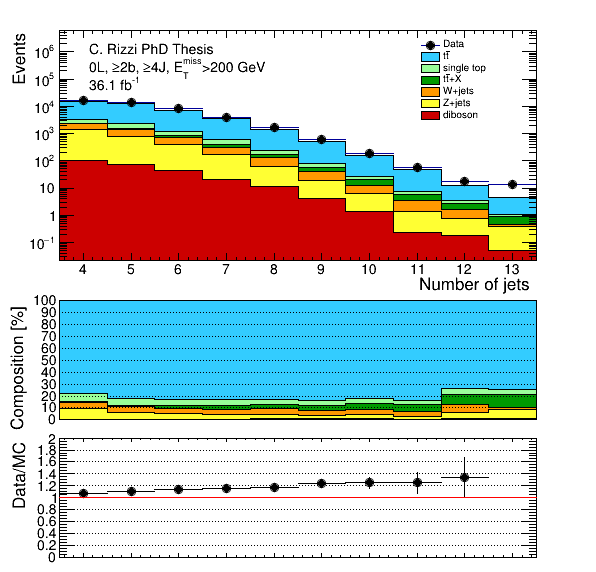 Events
10⁶
10⁵
10⁴
10³
10²
10
1
10⁻¹
C. Rizzi PhD Thesis
0L, ≥2b, ≥4J, E_T^miss>200 GeV
36.1 fb⁻¹
Data
tt̄
single top
tt̄+X
W+jets
Z+jets
diboson
4 5 6 7 8 9 10 11 12 13
Number of jets
Composition [%]
100
90
80
70
60
50
40
30
20
10
0
Data/MC
2
1.8
1.6
1.4
1.2
1
0.8
0.6
0.4
0.2
0